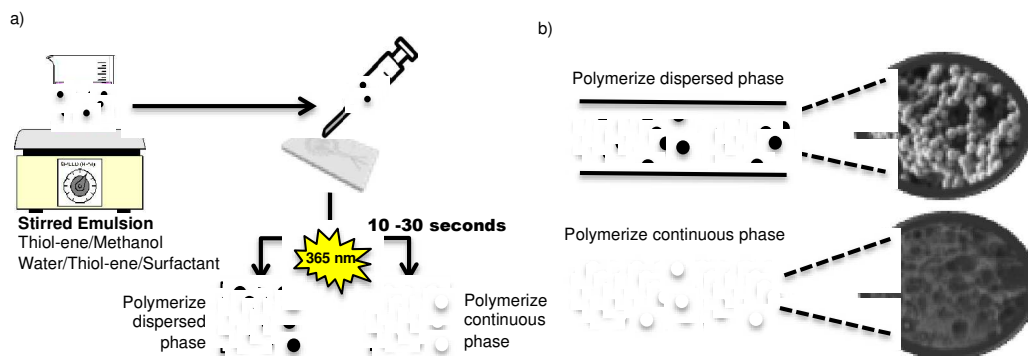 a)
Stirred Emulsion
Thiol-ene/Methanol
Water/Thiol-ene/Surfactant
10 -30 seconds
365 nm
Polymerize
dispersed
phase
Polymerize
continuous
phase
b)
Polymerize dispersed phase
Polymerize continuous phase